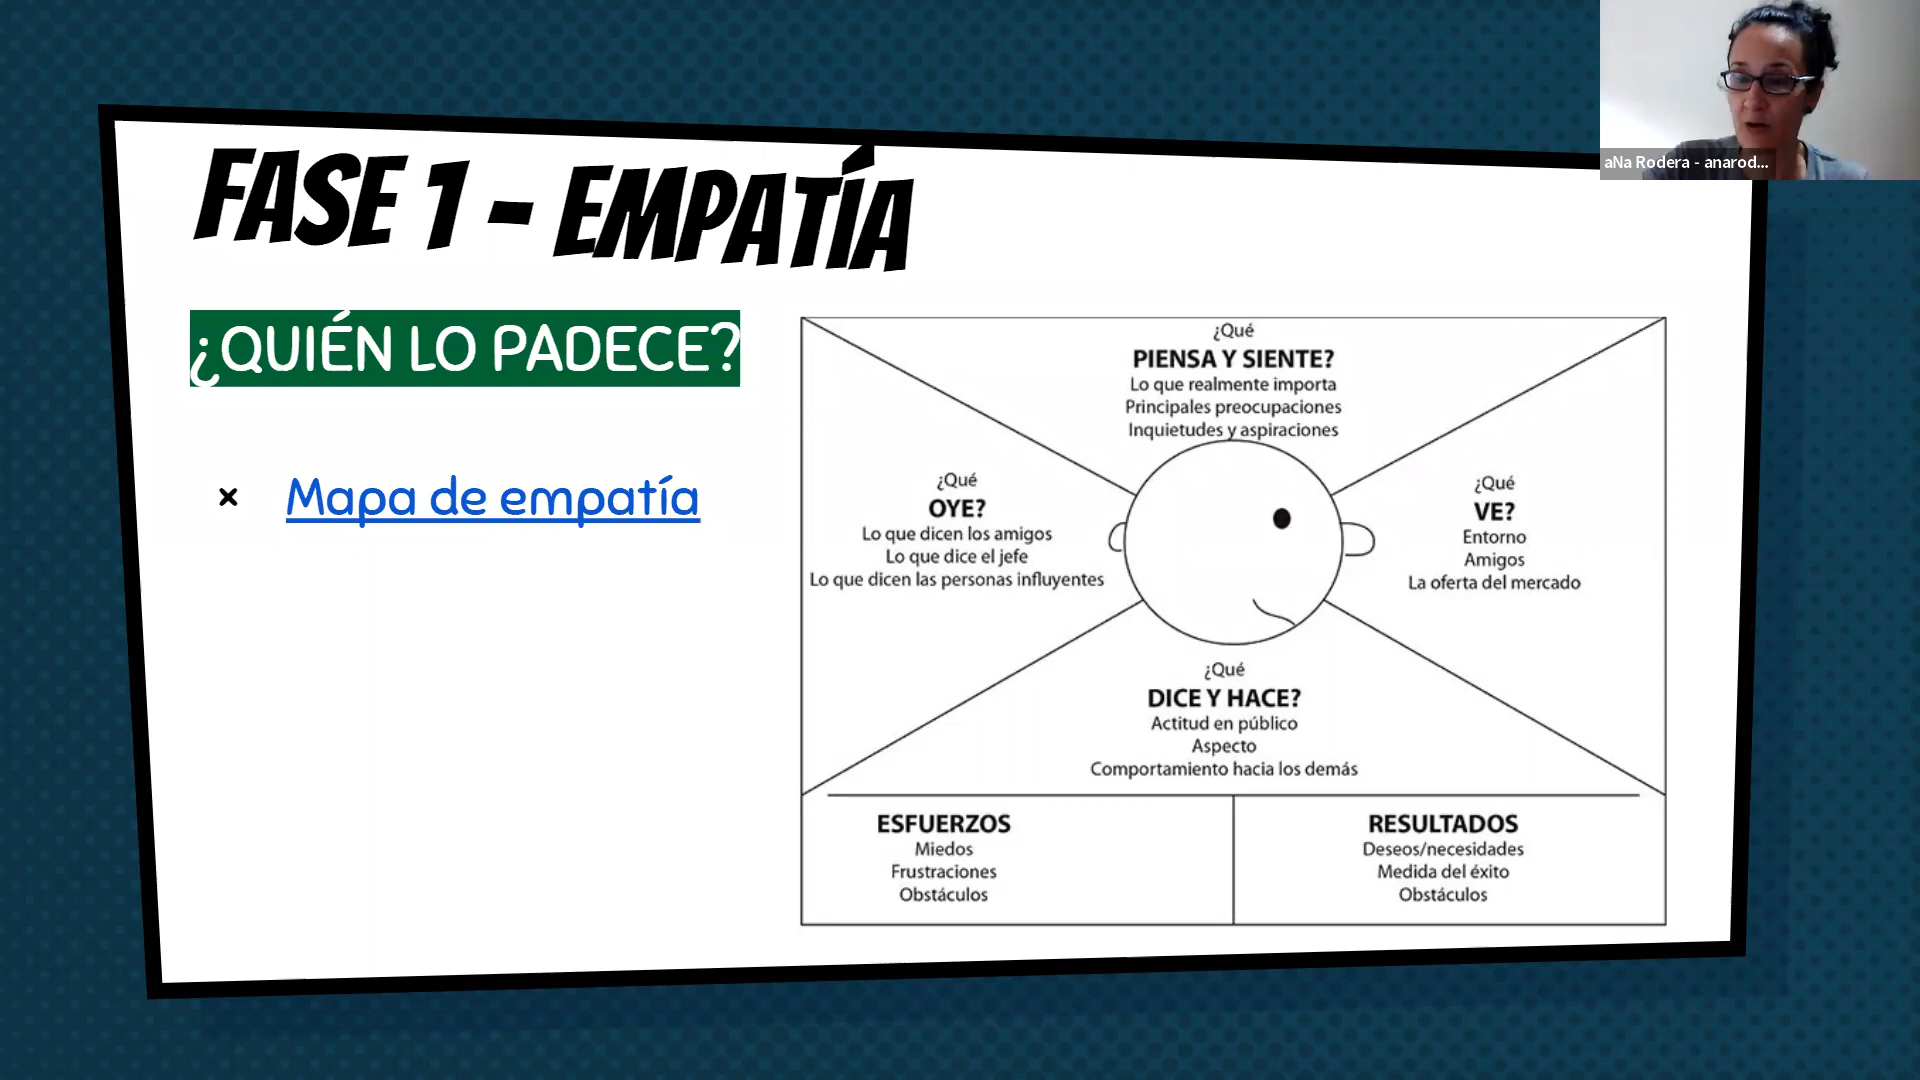 aNa Rodera - anarod...
FASE 1 - EMPATÍA
¿QUIÉN LO PADECE?
× Mapa de empatía
¿Qué
PIENSA Y SIENTE?
Lo que realmente importa
Principales preocupaciones
Inquietudes y aspiraciones
¿Qué
OYE?
Lo que dicen los amigos
Lo que dice el jefe
Lo que dicen las personas influyentes
¿Qué
VE?
Entorno
Amigos
La oferta del mercado
¿Qué
DICE Y HACE?
Actitud en público
Aspecto
Comportamiento hacia los demás
ESFUERZOS
Miedos
Frustraciones
Obstáculos
RESULTADOS
Deseos/necesidades
Medida del éxito
Obstáculos